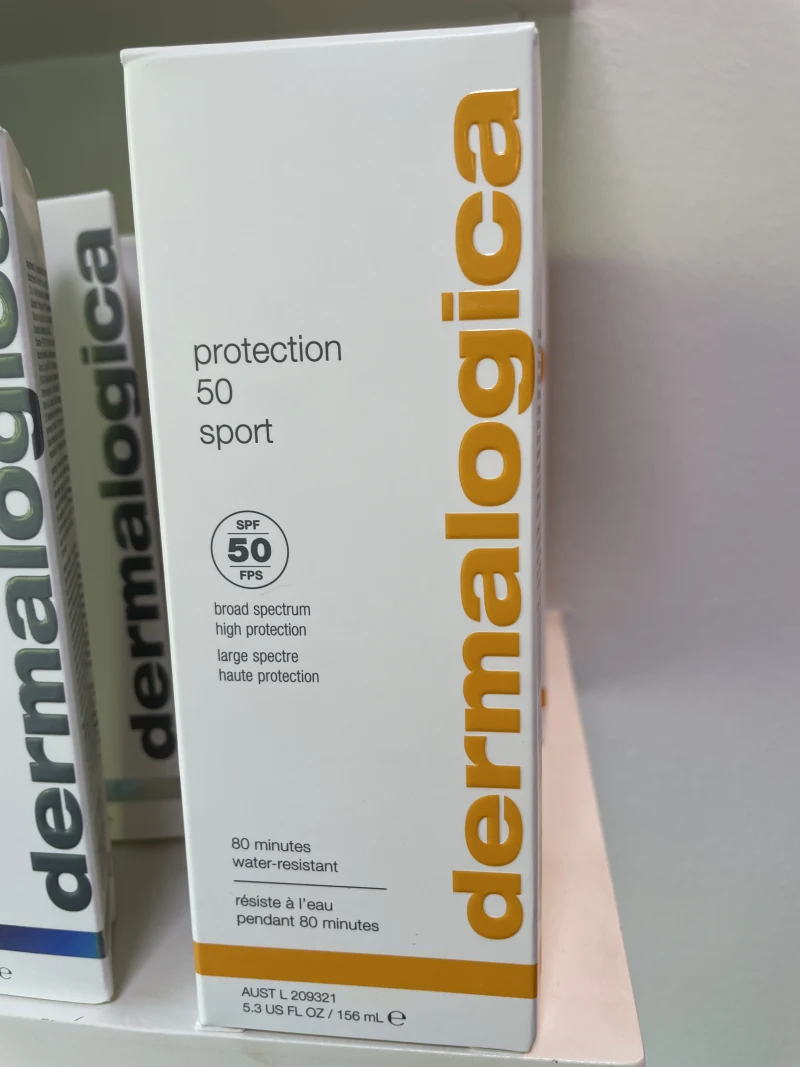 dermalogica
dermalogica
protection
50
sport
SPF
50
FPS
broad spectrum
high protection
large spectre
haute protection
80 minutes
water-resistant
résiste à l'eau
pendant 80 minutes
AUST L 209321
5.3 US FL OZ / 156 mL ℮
dermalogica
℮